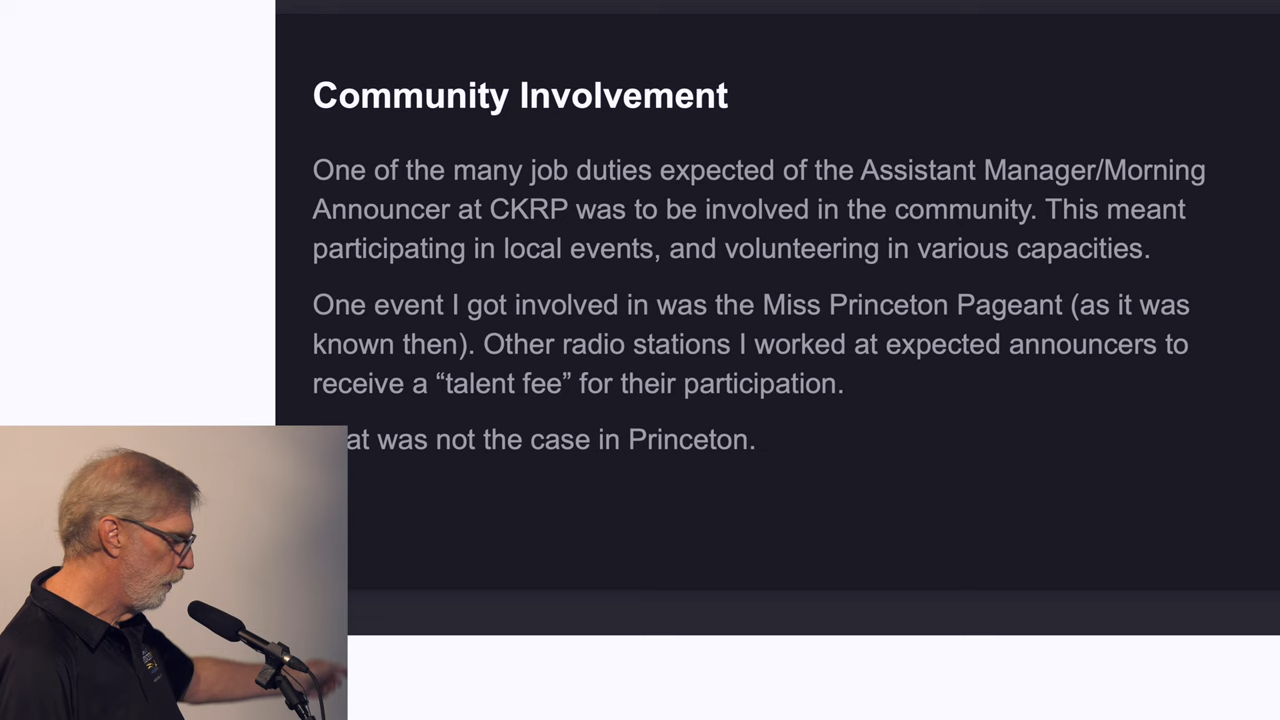 Community Involvement
One of the many job duties expected of the Assistant Manager/Morning
Announcer at CKRP was to be involved in the community. This meant
participating in local events, and volunteering in various capacities.
One event I got involved in was the Miss Princeton Pageant (as it was
known then). Other radio stations I worked at expected announcers to
receive a “talent fee” for their participation.
at was not the case in Princeton.